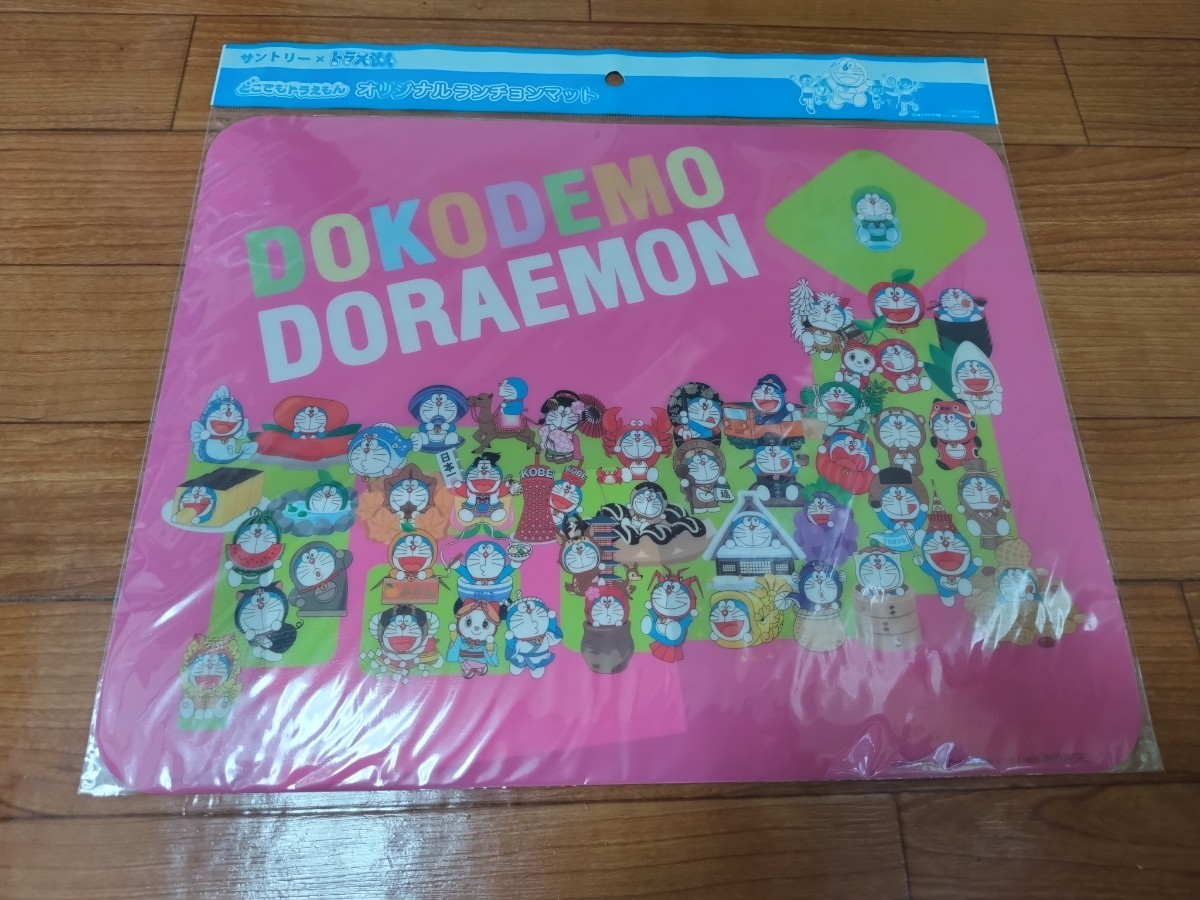 サントリー×ドラえもん
どこでもドラえもん オリジナルランチョンマット
DOKODEMO
DORAEMON
日本一
KOBE
KOBE
TOKYO